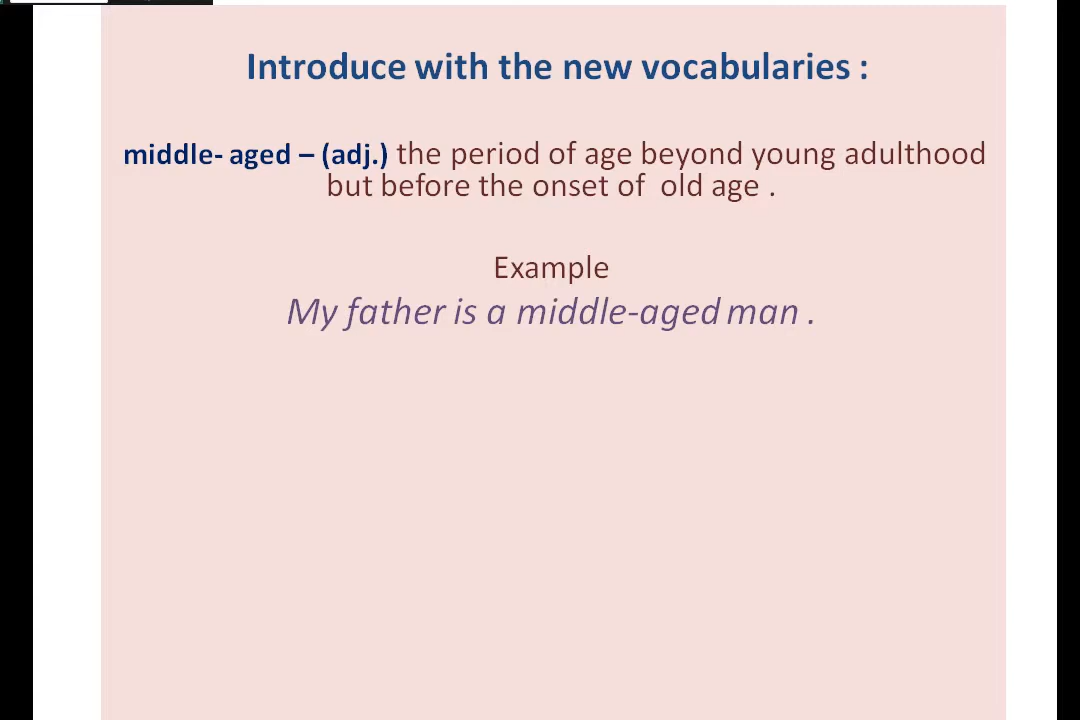 Introduce with the new vocabularies :
middle- aged – (adj.) the period of age beyond young adulthood
but before the onset of old age .
Example
My father is a middle-aged man .